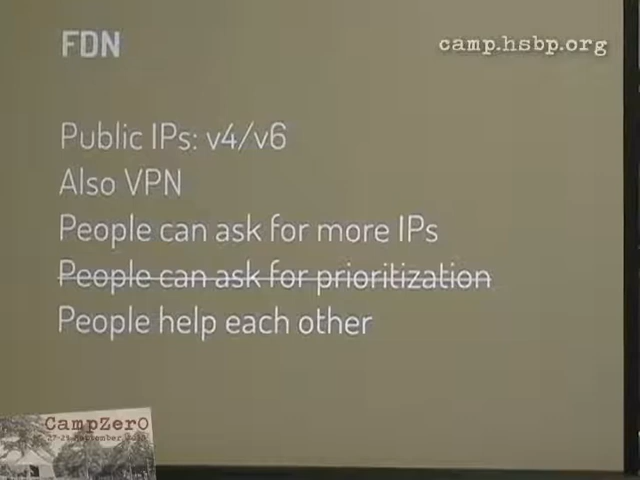 FDN
camp.hsbp.org
Public IPs: v4/v6
Also VPN
People can ask for more IPs
People can ask for prioritization
People help each other
CampZer0